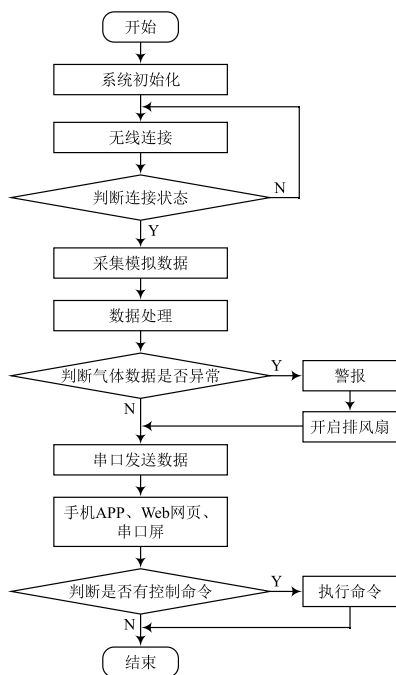 开始
系统初始化
无线连接
判断连接状态
N
Y
采集模拟数据
数据处理
判断气体数据是否异常
Y
警报
N
开启排风扇
串口发送数据
手机APP、Web网页、
串口屏
判断是否有控制命令
Y
执行命令
N
结束